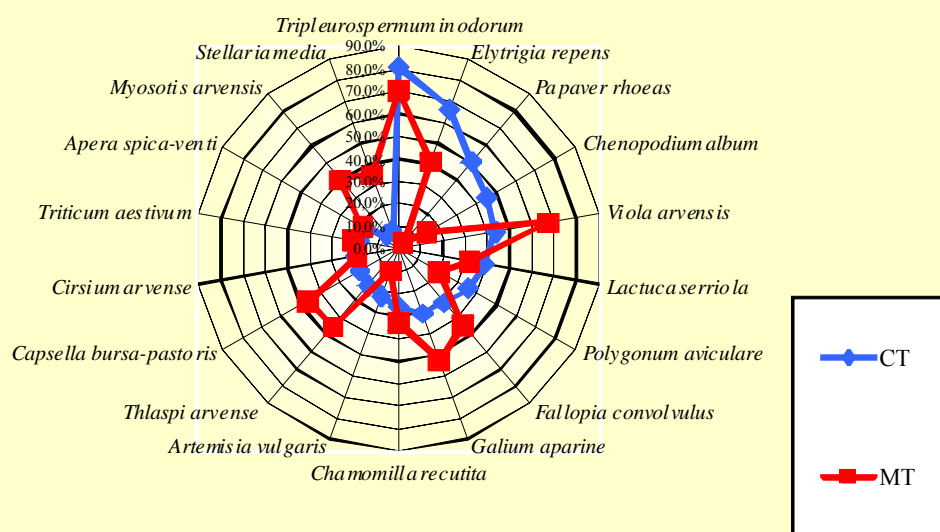 Tripleurospermum inodorum
90,0%
Stellaria media
Elytrigia repens
80,0%
Myosotis arvensis
70,0%
Papaver rhoeas
60,0%
Apera spica-venti
50,0%
Chenopodium album
40,0%
30,0%
Triticum aestivum
20,0%
Viola arvensis
10,0%
0,0%
Cirsium arvense
Lactuca serriola
Capsella bursa-pastoris
Polygonum aviculare
CT
Thlaspi arvense
Fallopia convolvulus
Artemisia vulgaris
Galium aparine
Chamomilla recutita
MT